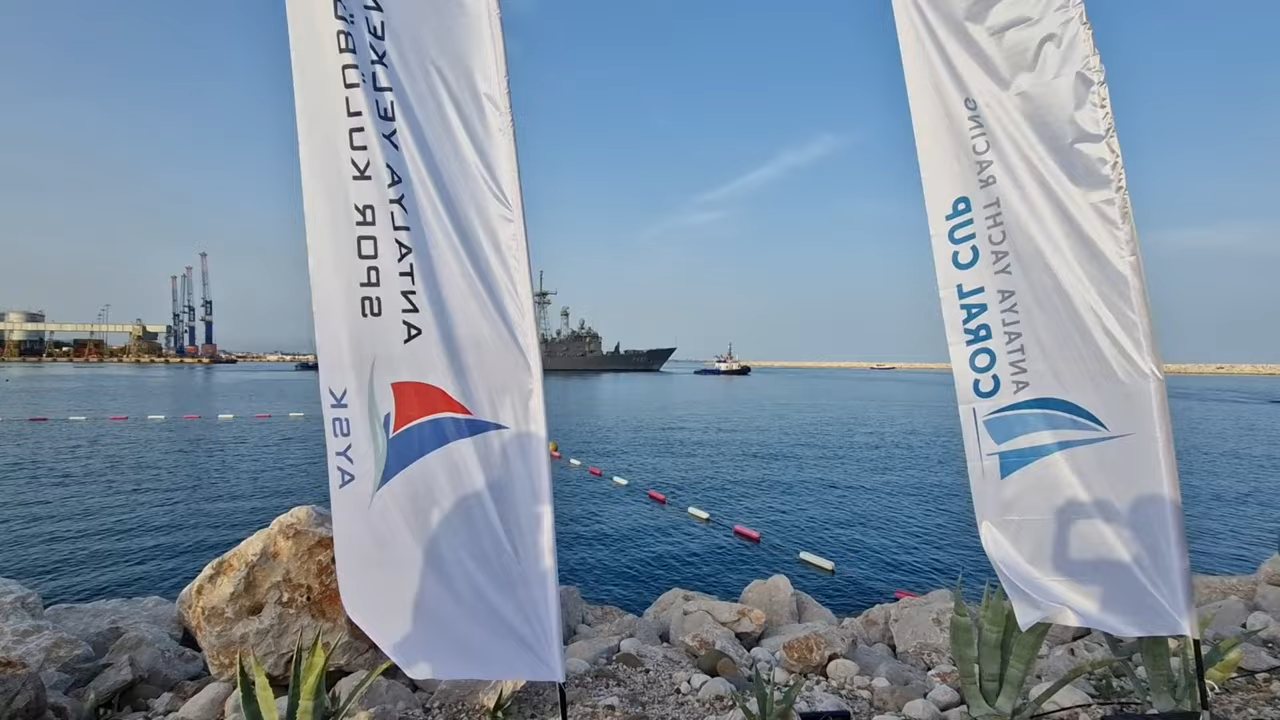 ANTALYA YELKEN
SPOR KULÜBÜ
AYSK
CORAL CUP
ANTALYA YACHT RACING